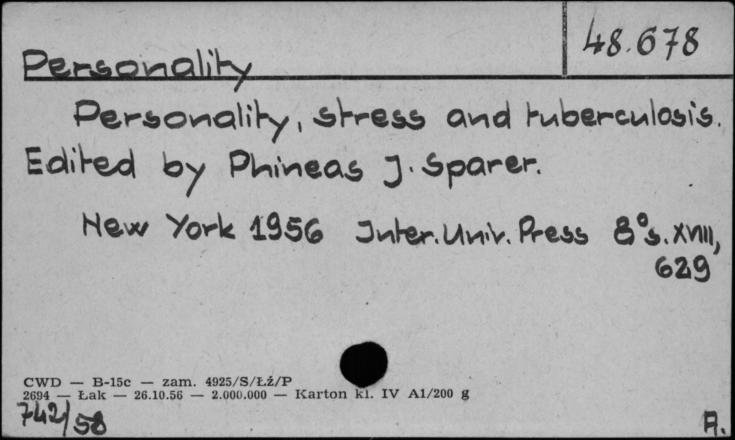 48.678
Personality
Personality, stress and tuberculosis.
Edited by Phineas J. Sparer.
New York 1956 Inter. Univ. Press 8° s. XVIII,
629
CWD — B-15c — zam. 4925/S/ŁŹ/P
2694 — Łak — 26.10.56 — 2.000.000 — Karton kl. IV A1/200 g
742/58
A.